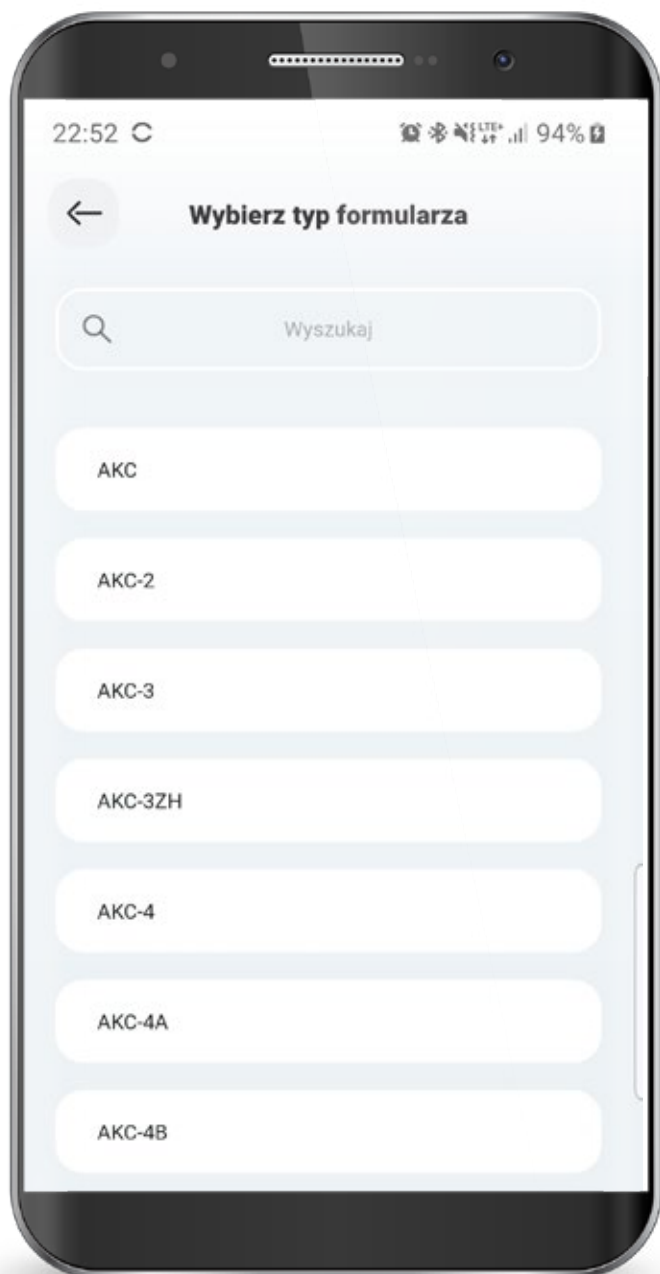 22:52
LTE+ 94%
Wybierz typ formularza
Wyszukaj
AKC
AKC-2
AKC-3
AKC-3ZH
AKC-4
AKC-4A
AKC-4B